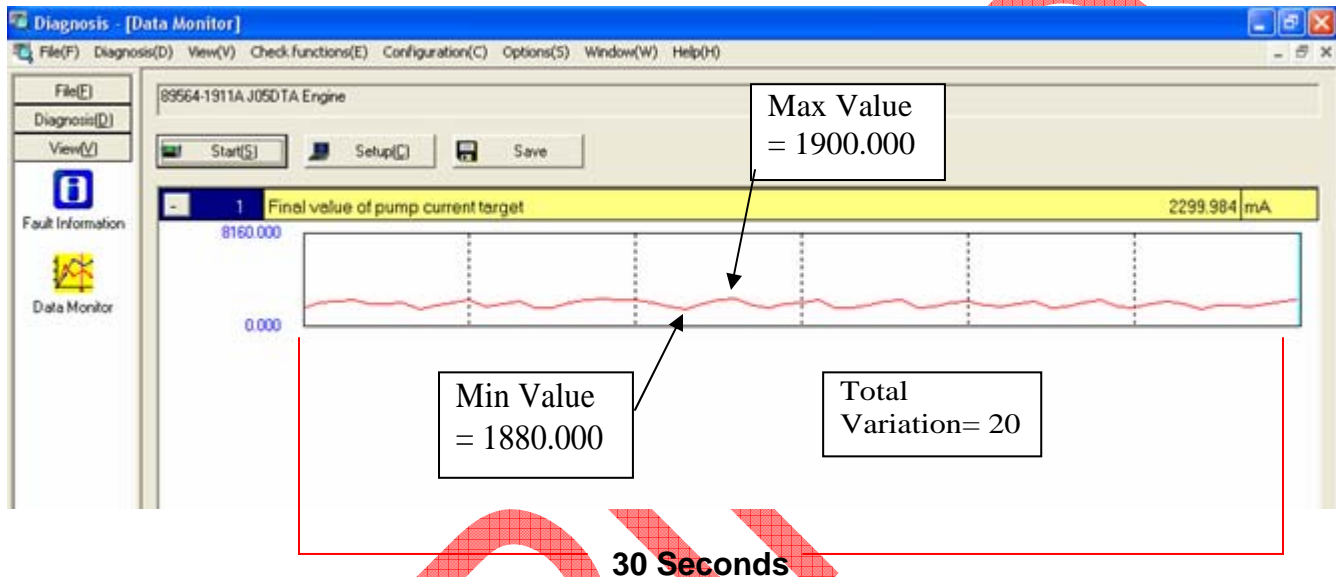 Diagnosis - [Data Monitor]
File(F) Diagnosis(D) View(V) Check functions(E) Configuration(C) Options(S) Window(W) Help(H)
File(F)
Diagnosis(D)
View(V)
Fault Information
Data Monitor
89564-1911A J05DTA Engine
Start(S) Setup(C) Save
- 1 Final value of pump current target 2299.984 mA
8160.000
0.000
Max Value
= 1900.000
Min Value
= 1880.000
Total
Variation= 20
30 Seconds